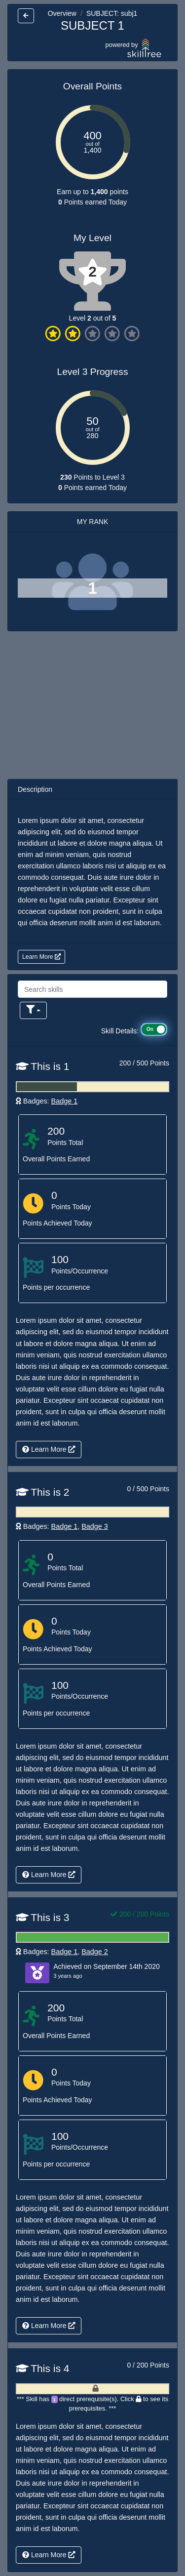 Overview / SUBJECT: subj1
SUBJECT 1
powered by
skilltree
Overall Points
400
out of
1,400
Earn up to 1,400 points
0 Points earned Today
My Level
2
Level 2 out of 5
Level 3 Progress
50
out of
280
230 Points to Level 3
0 Points earned Today
MY RANK
1
Description
Lorem ipsum dolor sit amet, consectetur
adipiscing elit, sed do eiusmod tempor
incididunt ut labore et dolore magna aliqua. Ut
enim ad minim veniam, quis nostrud
exercitation ullamco laboris nisi ut aliquip ex ea
commodo consequat. Duis aute irure dolor in
reprehenderit in voluptate velit esse cillum
dolore eu fugiat nulla pariatur. Excepteur sint
occaecat cupidatat non proident, sunt in culpa
qui officia deserunt mollit anim id est laborum.
Learn More
Search skills
Skill Details: On
This is 1
200 / 500 Points
Badges: Badge 1
200
Points Total
Overall Points Earned
0
Points Today
Points Achieved Today
100
Points/Occurrence
Points per occurrence
Lorem ipsum dolor sit amet, consectetur
adipiscing elit, sed do eiusmod tempor incididunt
ut labore et dolore magna aliqua. Ut enim ad
minim veniam, quis nostrud exercitation ullamco
laboris nisi ut aliquip ex ea commodo consequat.
Duis aute irure dolor in reprehenderit in
voluptate velit esse cillum dolore eu fugiat nulla
pariatur. Excepteur sint occaecat cupidatat non
proident, sunt in culpa qui officia deserunt mollit
anim id est laborum.
Learn More
This is 2
0 / 500 Points
Badges: Badge 1, Badge 3
0
Points Total
Overall Points Earned
0
Points Today
Points Achieved Today
100
Points/Occurrence
Points per occurrence
Lorem ipsum dolor sit amet, consectetur
adipiscing elit, sed do eiusmod tempor incididunt
ut labore et dolore magna aliqua. Ut enim ad
minim veniam, quis nostrud exercitation ullamco
laboris nisi ut aliquip ex ea commodo consequat.
Duis aute irure dolor in reprehenderit in
voluptate velit esse cillum dolore eu fugiat nulla
pariatur. Excepteur sint occaecat cupidatat non
proident, sunt in culpa qui officia deserunt mollit
anim id est laborum.
Learn More
This is 3
200 / 200 Points
Badges: Badge 1, Badge 2
Achieved on September 14th 2020
3 years ago
200
Points Total
Overall Points Earned
0
Points Today
Points Achieved Today
100
Points/Occurrence
Points per occurrence
Lorem ipsum dolor sit amet, consectetur
adipiscing elit, sed do eiusmod tempor incididunt
ut labore et dolore magna aliqua. Ut enim ad
minim veniam, quis nostrud exercitation ullamco
laboris nisi ut aliquip ex ea commodo consequat.
Duis aute irure dolor in reprehenderit in
voluptate velit esse cillum dolore eu fugiat nulla
pariatur. Excepteur sint occaecat cupidatat non
proident, sunt in culpa qui officia deserunt mollit
anim id est laborum.
Learn More
This is 4
0 / 200 Points
*** Skill has 1 direct prerequisite(s). Click to see its
prerequisites. ***
Lorem ipsum dolor sit amet, consectetur
adipiscing elit, sed do eiusmod tempor incididunt
ut labore et dolore magna aliqua. Ut enim ad
minim veniam, quis nostrud exercitation ullamco
laboris nisi ut aliquip ex ea commodo consequat.
Duis aute irure dolor in reprehenderit in
voluptate velit esse cillum dolore eu fugiat nulla
pariatur. Excepteur sint occaecat cupidatat non
proident, sunt in culpa qui officia deserunt mollit
anim id est laborum.
Learn More